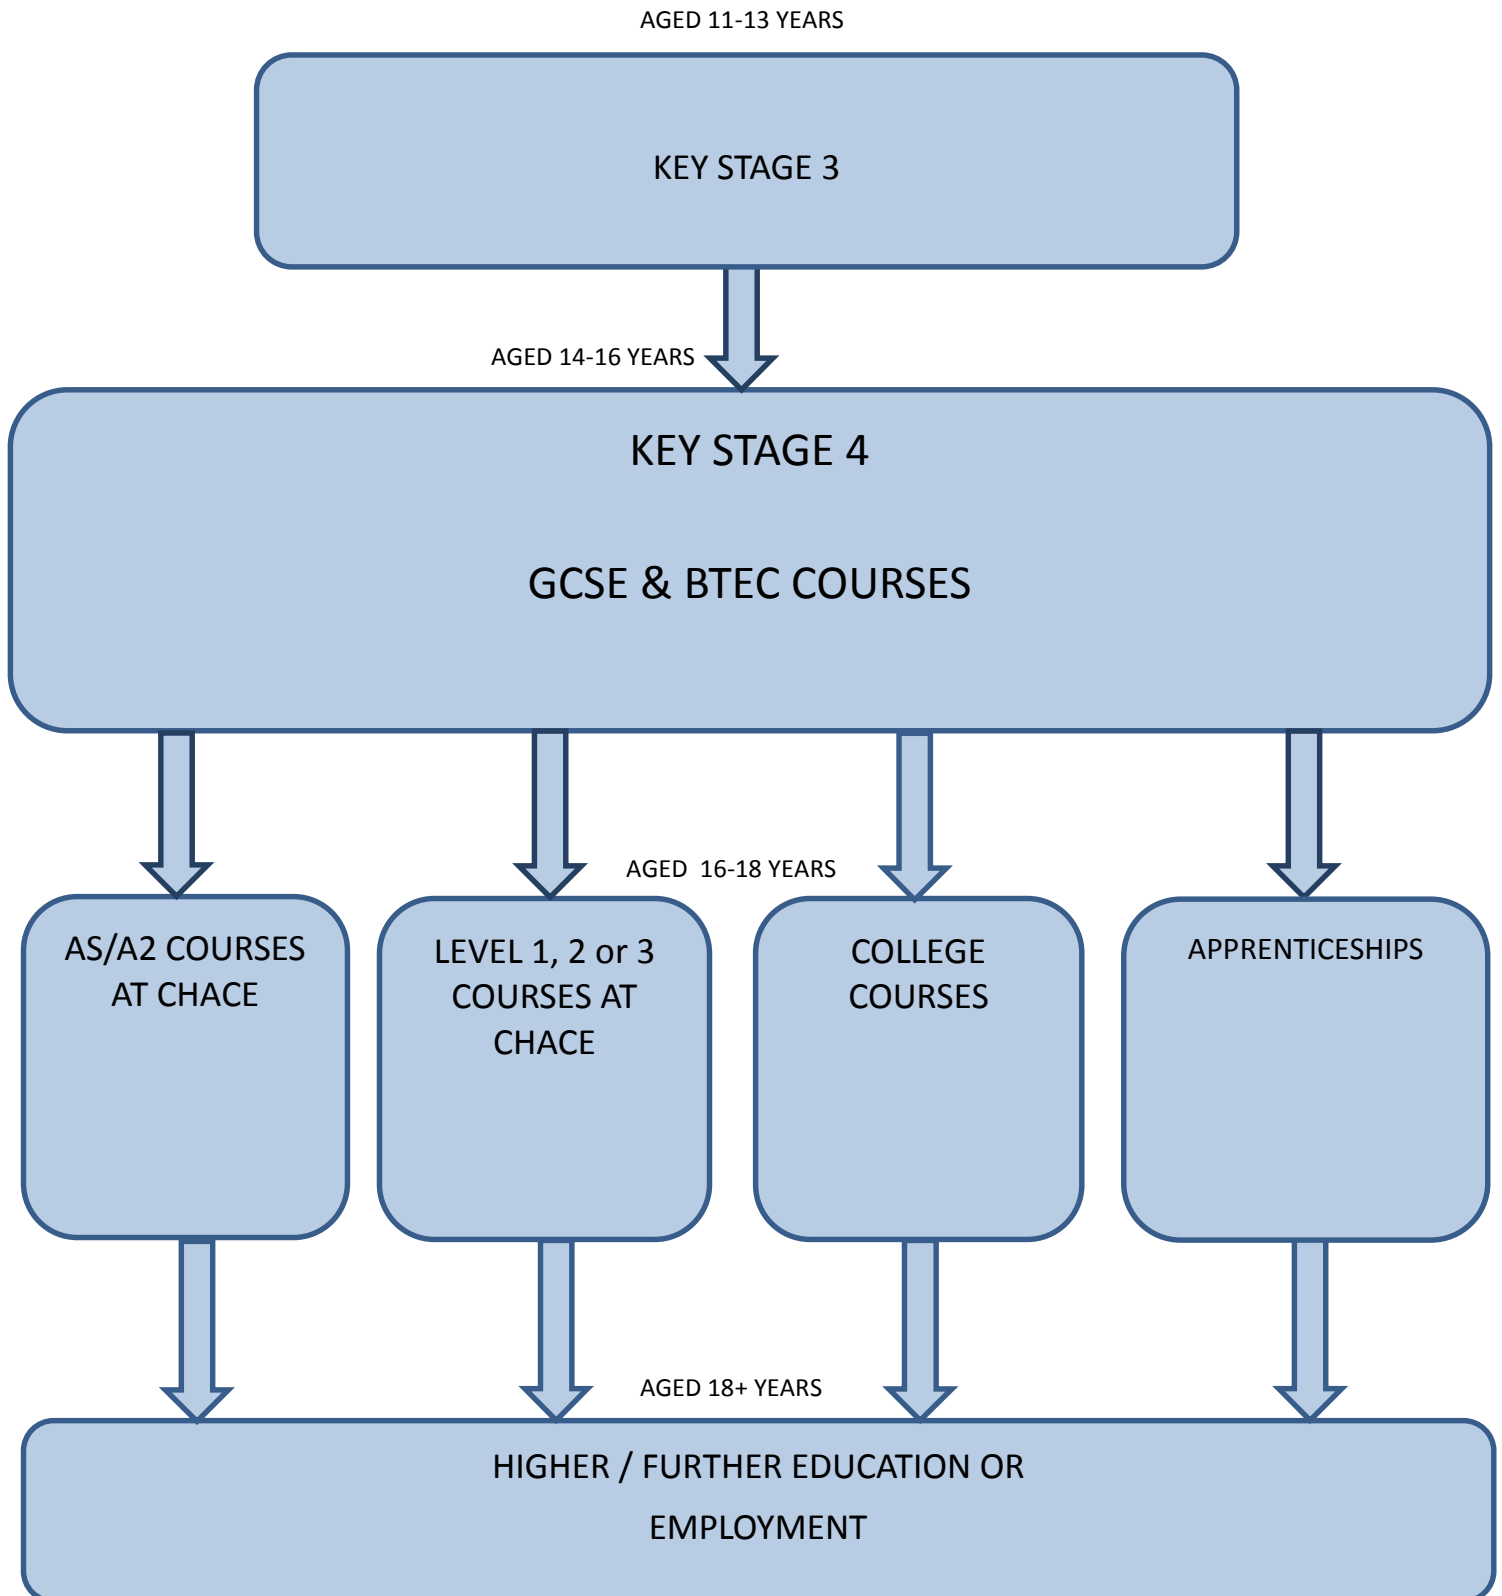 AGED 11-13 YEARS
KEY STAGE 3
AGED 14-16 YEARS
KEY STAGE 4
GCSE & BTEC COURSES
AGED  16-18 YEARS
AS/A2 COURSES
AT CHACE
LEVEL 1, 2 or 3
COURSES AT
CHACE
COLLEGE
COURSES
APPRENTICESHIPS
AGED 18+ YEARS
HIGHER / FURTHER EDUCATION OR
EMPLOYMENT